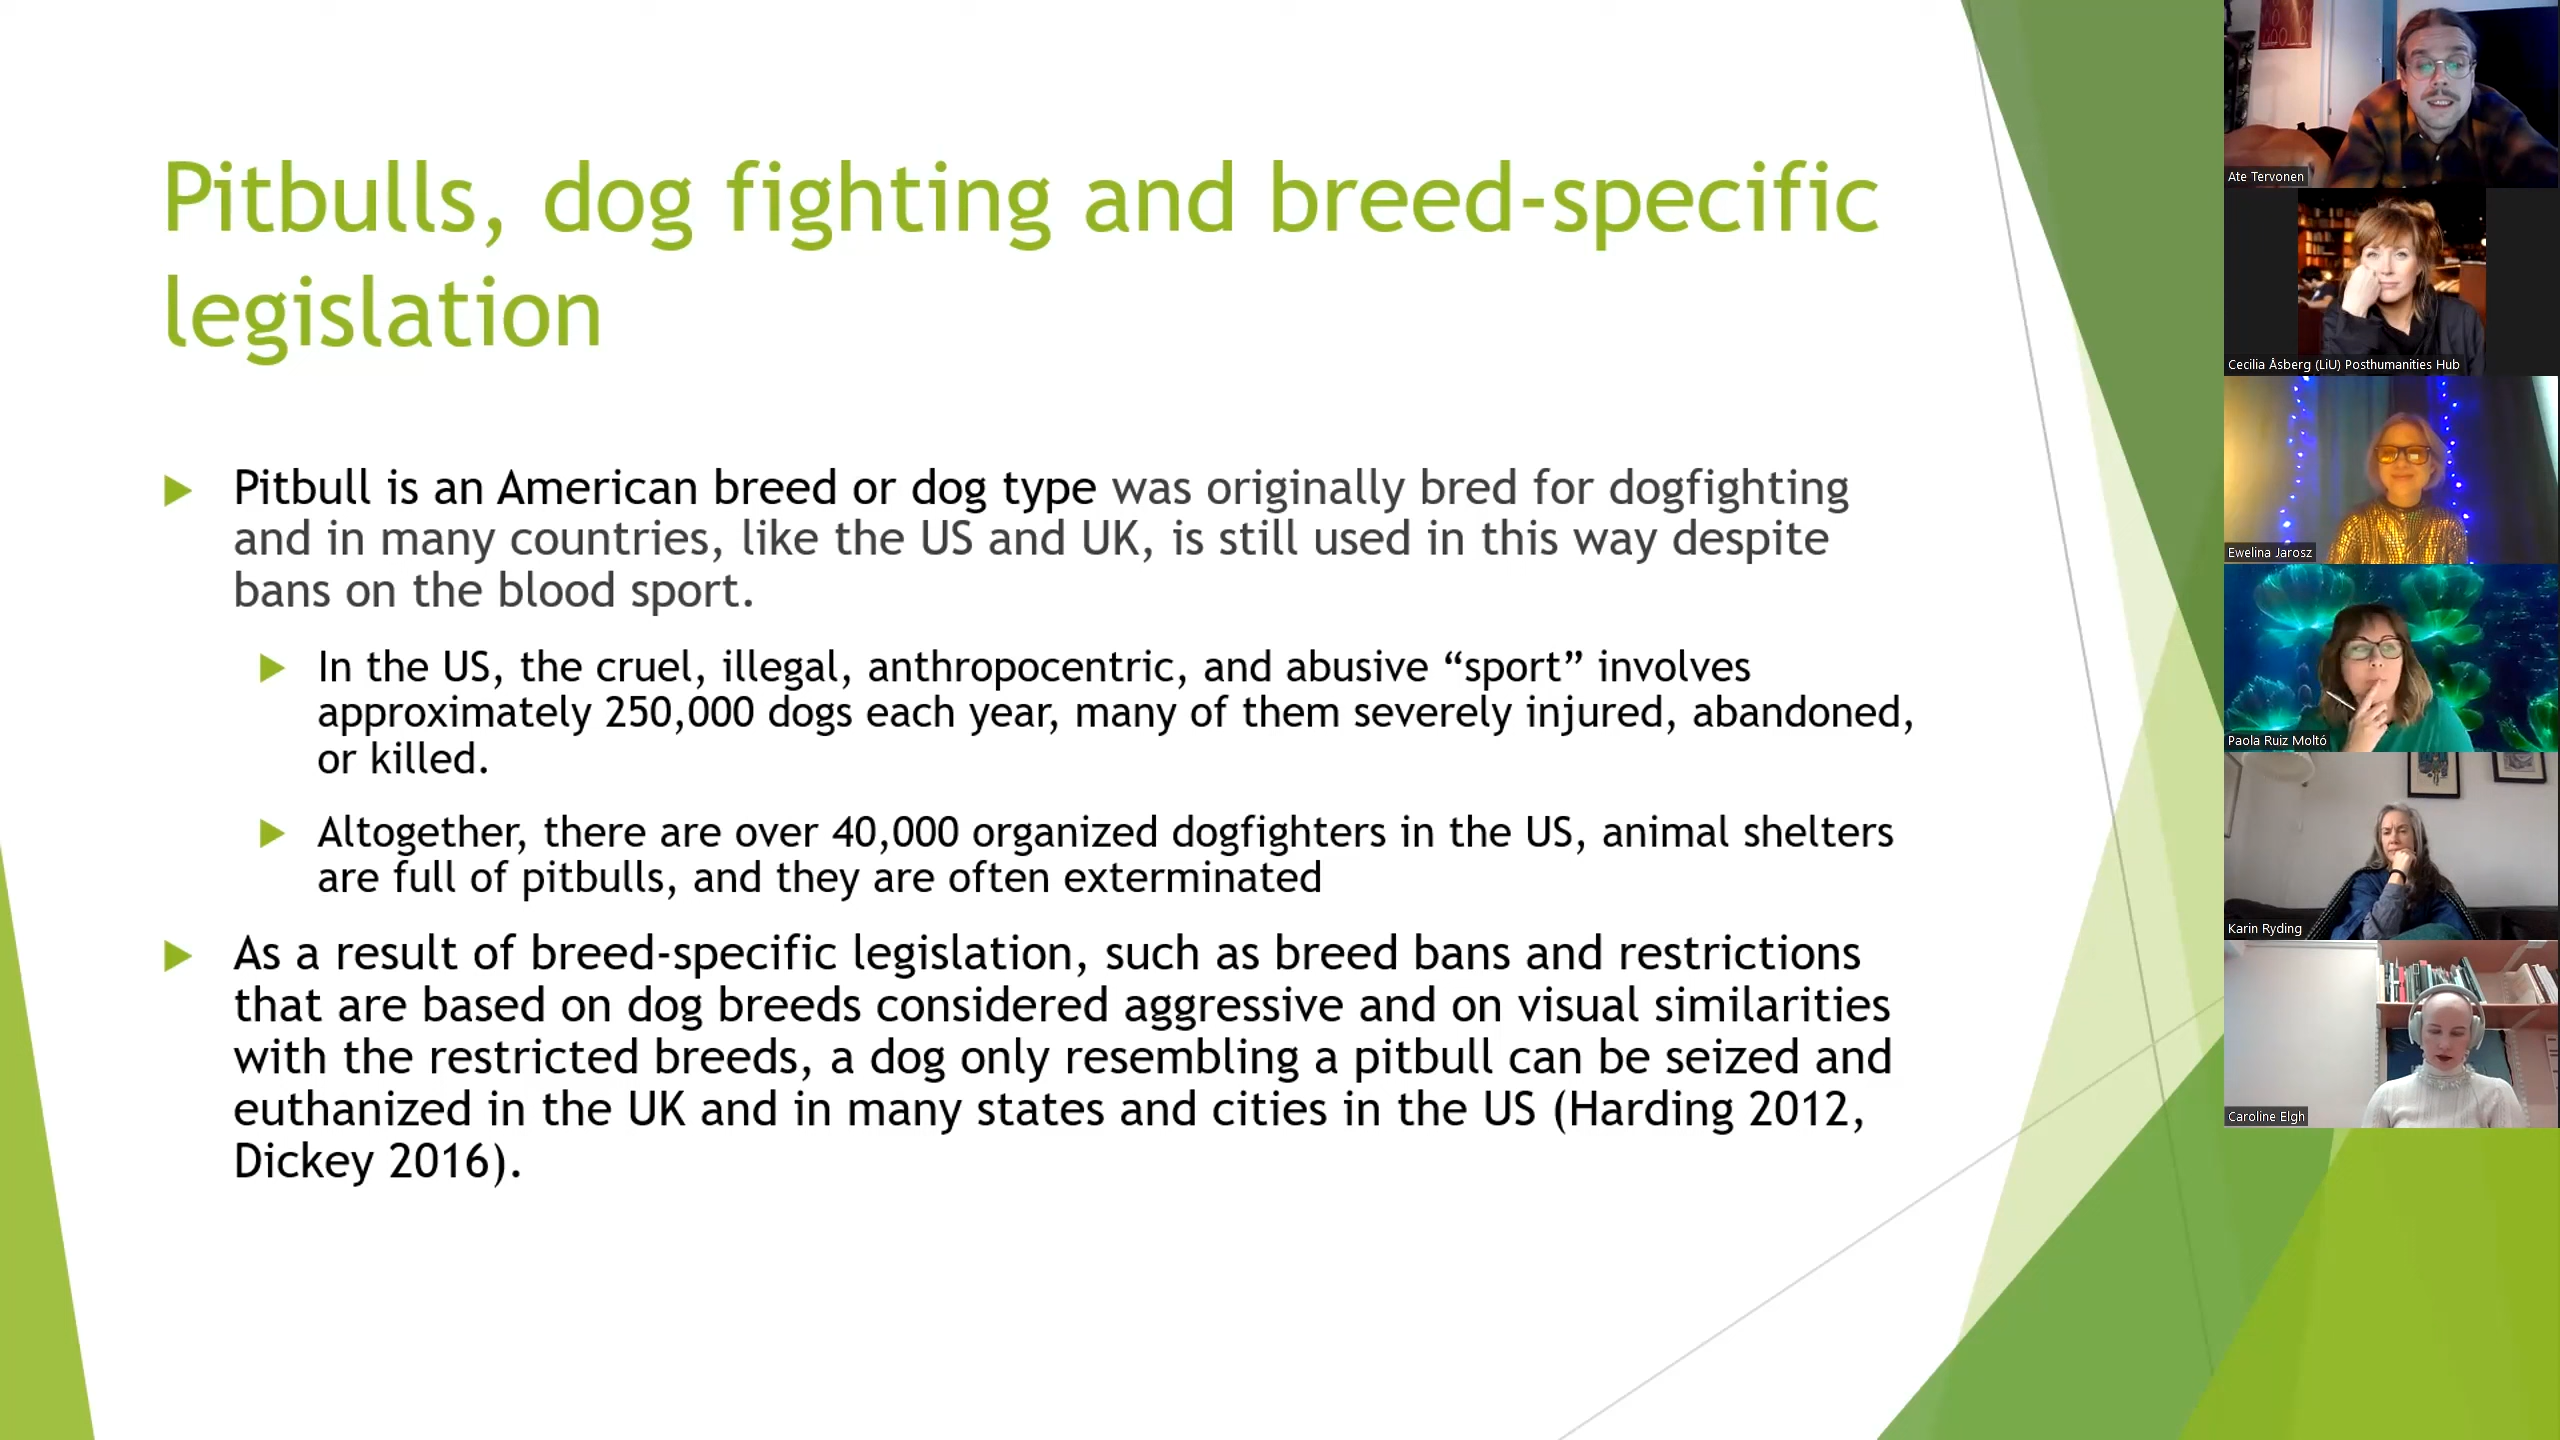 Pitbulls, dog fighting and breed-specific
legislation
Pitbull is an American breed or dog type was originally bred for dogfighting
and in many countries, like the US and UK, is still used in this way despite
bans on the blood sport.
In the US, the cruel, illegal, anthropocentric, and abusive “sport” involves
approximately 250,000 dogs each year, many of them severely injured, abandoned,
or killed.
Altogether, there are over 40,000 organized dogfighters in the US, animal shelters
are full of pitbulls, and they are often exterminated
As a result of breed-specific legislation, such as breed bans and restrictions
that are based on dog breeds considered aggressive and on visual similarities
with the restricted breeds, a dog only resembling a pitbull can be seized and
euthanized in the UK and in many states and cities in the US (Harding 2012,
Dickey 2016).
Ate Tervonen
Cecilia Åsberg (LiU) Posthumanities Hub
Ewelina Jarosz
Paola Ruiz Moltó
Karin Ryding
Caroline Elgh